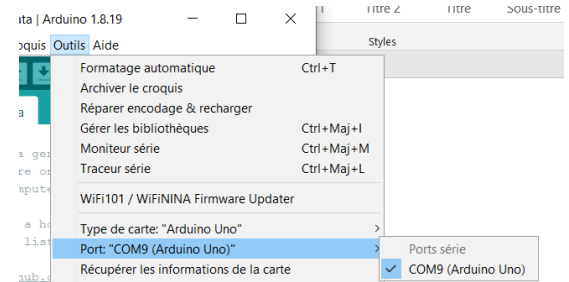 ata | Arduino 1.8.19
Titre 2 Titre Sous-titre
oquis Outils Aide
Styles
Formatage automatique Ctrl+T
Archiver le croquis
Réparer encodage & recharger
Gérer les bibliothèques Ctrl+Maj+I
Moniteur série Ctrl+Maj+M
Traceur série Ctrl+Maj+L
WiFi101 / WiFiNINA Firmware Updater
Type de carte: "Arduino Uno"
Port: "COM9 (Arduino Uno)"
Ports série
Récupérer les informations de la carte
COM9 (Arduino Uno)